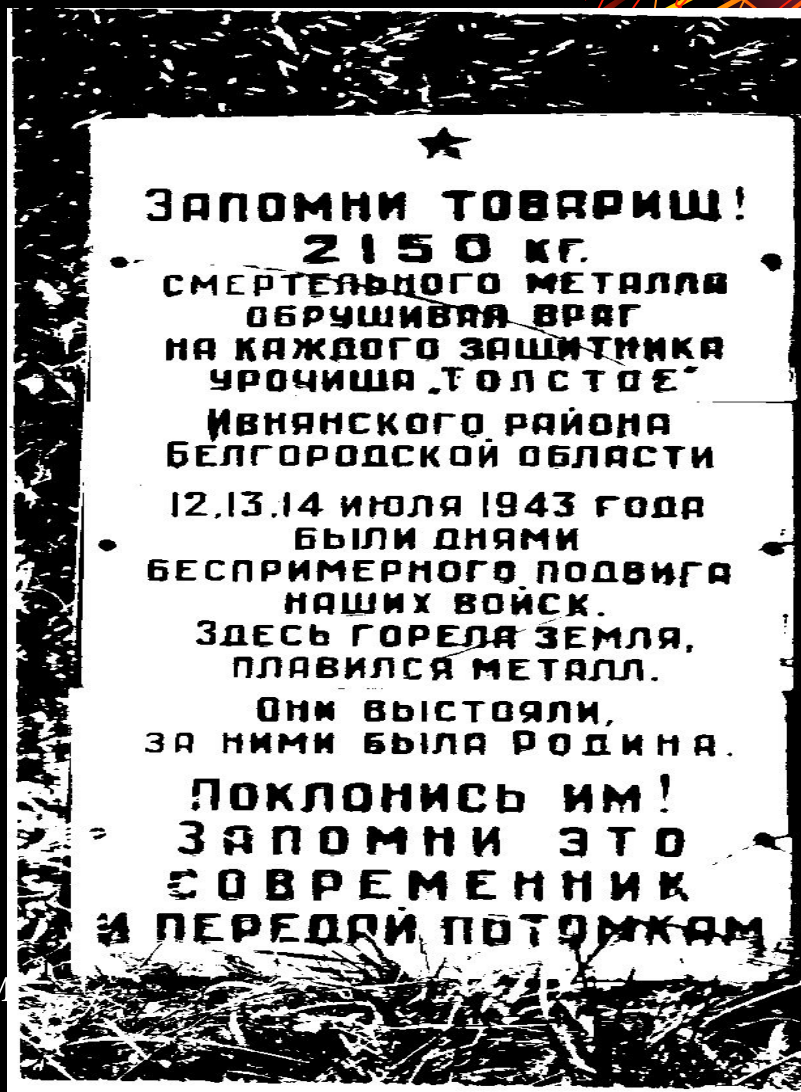 ЗАПОМНИ ТОВАРИЩ!
2150 КГ.
СМЕРТЕЛЬНОГО МЕТАЛЛА
ОБРУШИВАЛ ВРАГ
НА КАЖДОГО ЗАЩИТНИКА
УРОЧИЩА „ТОЛСТОЕ"
ИВНЯНСКОГО РАЙОНА
БЕЛГОРОДСКОЙ ОБЛАСТИ
12,13,14 ИЮЛЯ 1943 ГОДА
БЫЛИ ДНЯМИ
БЕСПРИМЕРНОГО ПОДВИГА
НАШИХ ВОЙСК.
ЗДЕСЬ ГОРЕЛА ЗЕМЛЯ,
ПЛАВИЛСЯ МЕТАЛЛ.
ОНИ ВЫСТОЯЛИ,
ЗА НИМИ БЫЛА РОДИНА.
ПОКЛОНИСЬ ИМ!
ЗАПОМНИ ЭТО
СОВРЕМЕННИК
И ПЕРЕДАЙ ПОТОМКАМ